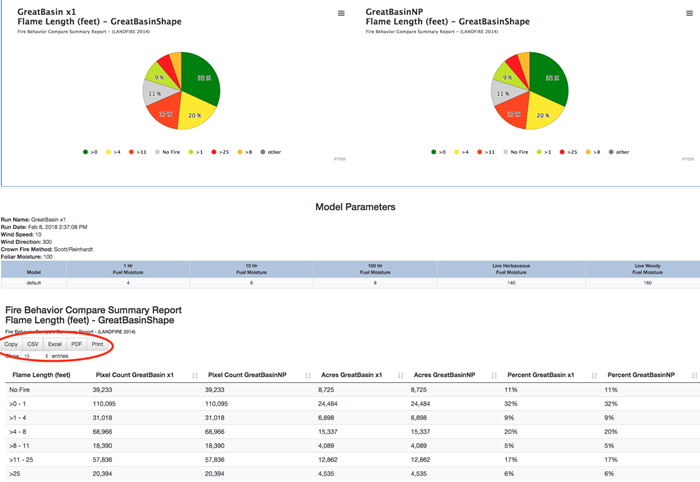 GreatBasin x1
Flame Length (feet) - GreatBasinShape
Fire Behavior Compare Summary Report - (LANDFIRE 2014)
32 %
20 %
17 %
11 %
9 %
>0 >4 >11 No Fire >1 >25 >8 other
IFTDSS
GreatBasinNP
Flame Length (feet) - GreatBasinShape
Fire Behavior Compare Summary Report - (LANDFIRE 2014)
32 %
20 %
17 %
11 %
9 %
>0 >4 >11 No Fire >1 >25 >8 other
IFTDSS
Model Parameters
Run Name: GreatBasin x1
Run Date: Feb 8, 2018 2:37:08 PM
Wind Speed: 10
Wind Direction: 300
Crown Fire Method: Scott/Reinhardt
Foliar Moisture: 100
Model 1 Hr Fuel Moisture 10 Hr Fuel Moisture 100 Hr Fuel Moisture Live Herbaceous Fuel Moisture Live Woody Fuel Moisture
default 4 6 8 140 160
Fire Behavior Compare Summary Report
Flame Length (feet) - GreatBasinShape
Fire Behavior Compare Summary Report - (LANDFIRE 2014)
Copy CSV Excel PDF Print
Show 10 entries
Flame Length (feet) Pixel Count GreatBasin x1 Pixel Count GreatBasinNP Acres GreatBasin x1 Acres GreatBasinNP Percent GreatBasin x1 Percent GreatBasinNP
No Fire 39,233 39,233 8,725 8,725 11% 11%
>0 - 1 110,095 110,095 24,484 24,484 32% 32%
>1 - 4 31,018 31,018 6,898 6,898 9% 9%
>4 - 8 68,966 68,966 15,337 15,337 20% 20%
>8 - 11 18,390 18,390 4,089 4,089 5% 5%
>11 - 25 57,836 57,836 12,862 12,862 17% 17%
>25 20,394 20,394 4,535 4,535 6% 6%